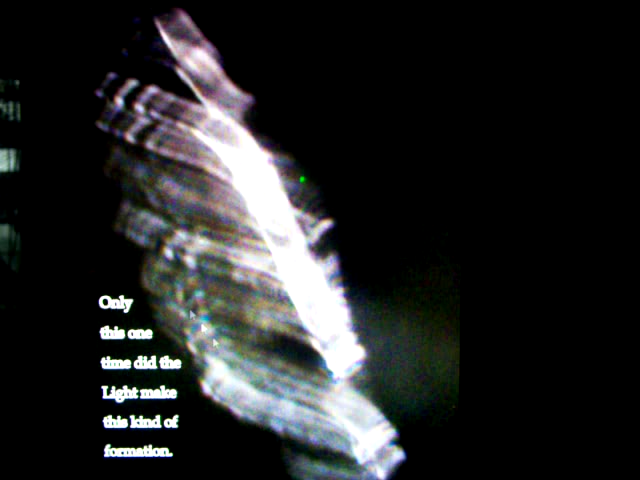 Only
this one
time did the
Light make
this kind of
formation.